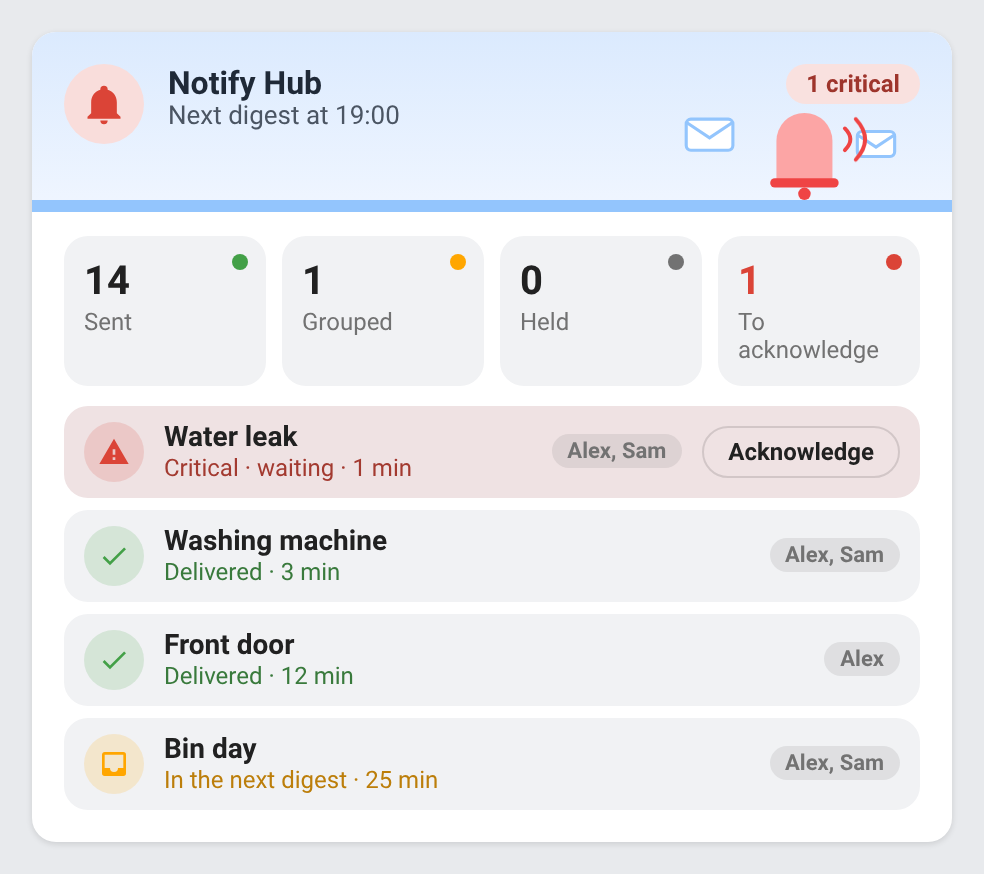 Notify Hub
Next digest at 19:00
1 critical
14
Sent
1
Grouped
0
Held
1
To
acknowledge
Water leak
Critical · waiting · 1 min
Alex, Sam
Acknowledge
Washing machine
Delivered · 3 min
Alex, Sam
Front door
Delivered · 12 min
Alex
Bin day
In the next digest · 25 min
Alex, Sam